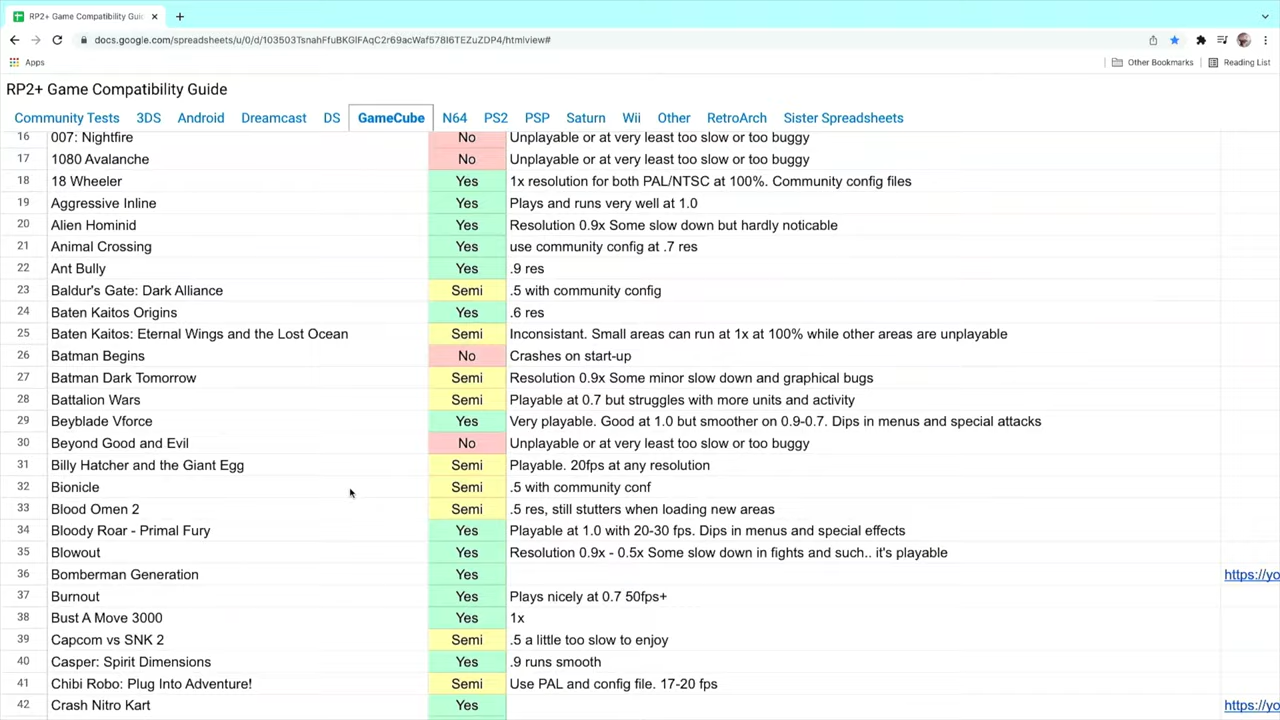 RP2+ Game Compatibility Guid
docs.google.com/spreadsheets/u/0/d/103503TsnahFfuBKGlFAqC2r69acWaf578I6TEZuZDP4/htmlview#
Apps
Other Bookmarks
Reading List
RP2+ Game Compatibility Guide
Community Tests 3DS Android Dreamcast DS GameCube N64 PS2 PSP Saturn Wii Other RetroArch Sister Spreadsheets
16 007: Nightfire No Unplayable or at very least too slow or too buggy
17 1080 Avalanche No Unplayable or at very least too slow or too buggy
18 18 Wheeler Yes 1x resolution for both PAL/NTSC at 100%. Community config files
19 Aggressive Inline Yes Plays and runs very well at 1.0
20 Alien Hominid Yes Resolution 0.9x Some slow down but hardly noticable
21 Animal Crossing Yes use community config at .7 res
22 Ant Bully Yes .9 res
23 Baldur's Gate: Dark Alliance Semi .5 with community config
24 Baten Kaitos Origins Yes .6 res
25 Baten Kaitos: Eternal Wings and the Lost Ocean Semi Inconsistant. Small areas can run at 1x at 100% while other areas are unplayable
26 Batman Begins No Crashes on start-up
27 Batman Dark Tomorrow Semi Resolution 0.9x Some minor slow down and graphical bugs
28 Battalion Wars Semi Playable at 0.7 but struggles with more units and activity
29 Beyblade Vforce Yes Very playable. Good at 1.0 but smoother on 0.9-0.7. Dips in menus and special attacks
30 Beyond Good and Evil No Unplayable or at very least too slow or too buggy
31 Billy Hatcher and the Giant Egg Semi Playable. 20fps at any resolution
32 Bionicle Semi .5 with community conf
33 Blood Omen 2 Semi .5 res, still stutters when loading new areas
34 Bloody Roar - Primal Fury Yes Playable at 1.0 with 20-30 fps. Dips in menus and special effects
35 Blowout Yes Resolution 0.9x - 0.5x Some slow down in fights and such.. it's playable
36 Bomberman Generation Yes https://yo
37 Burnout Yes Plays nicely at 0.7 50fps+
38 Bust A Move 3000 Yes 1x
39 Capcom vs SNK 2 Semi .5 a little too slow to enjoy
40 Casper: Spirit Dimensions Yes .9 runs smooth
41 Chibi Robo: Plug Into Adventure! Semi Use PAL and config file. 17-20 fps
42 Crash Nitro Kart Yes https://yo